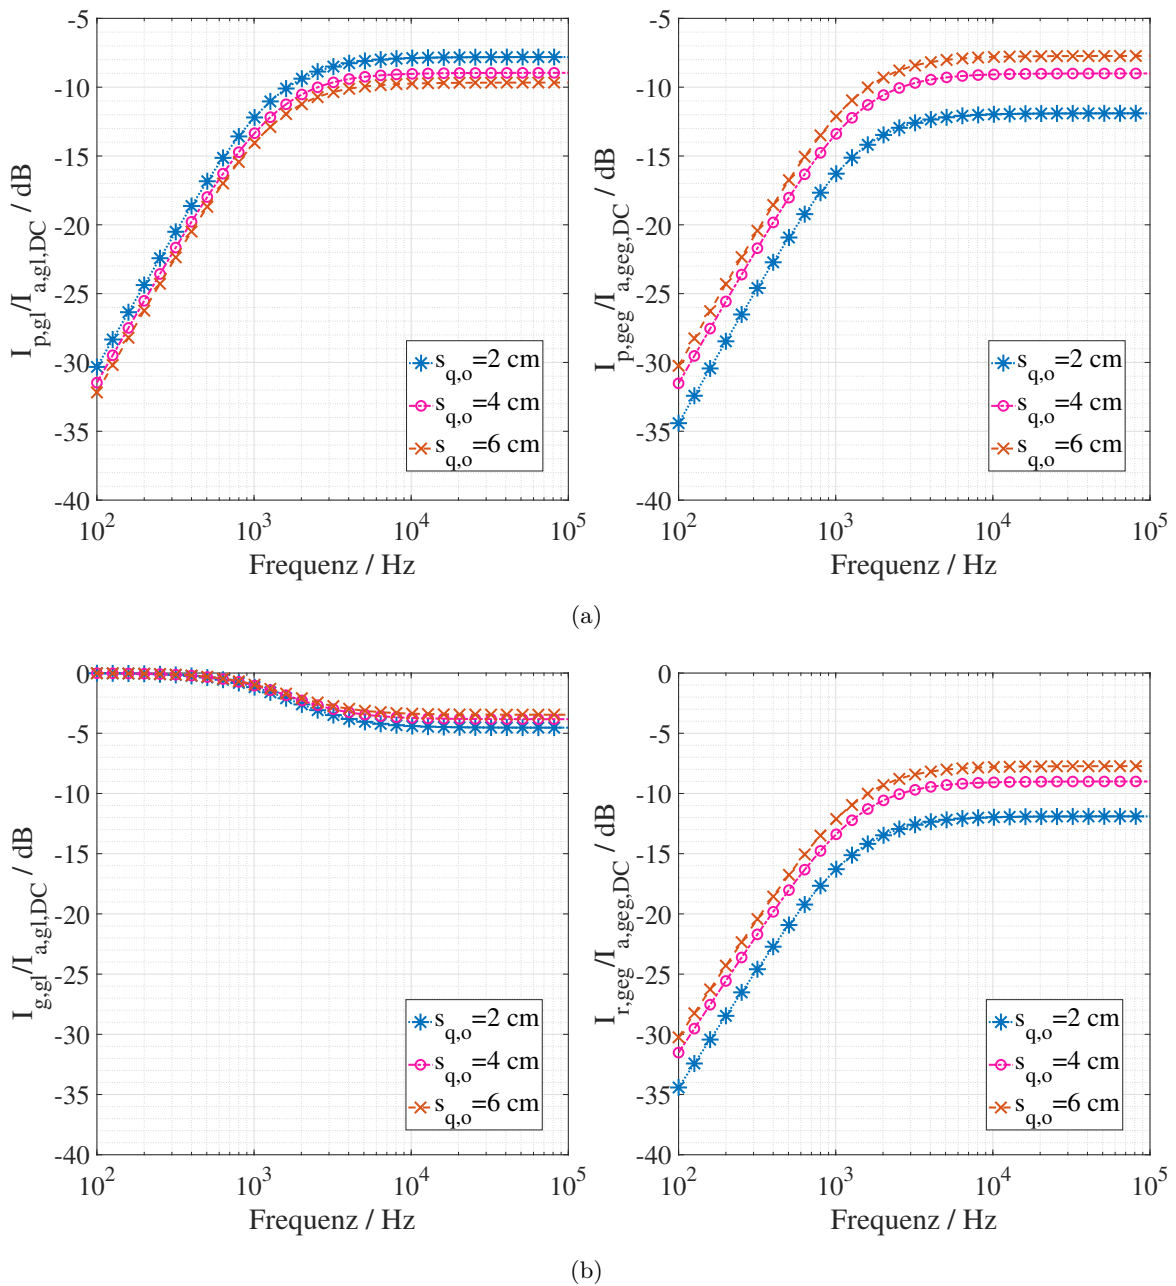 -5
-10
-15
-20
-25
-30
-35
-40
I_p,gl/I_a,gl,DC / dB
s_q,o=2 cm
s_q,o=4 cm
s_q,o=6 cm
10^2 10^3 10^4 10^5
Frequenz / Hz
-5
-10
-15
-20
-25
-30
-35
-40
I_p,geg/I_a,geg,DC / dB
s_q,o=2 cm
s_q,o=4 cm
s_q,o=6 cm
10^2 10^3 10^4 10^5
Frequenz / Hz
(a)
0
-5
-10
-15
-20
-25
-30
-35
-40
I_g,gl/I_a,gl,DC / dB
s_q,o=2 cm
s_q,o=4 cm
s_q,o=6 cm
10^2 10^3 10^4 10^5
Frequenz / Hz
0
-5
-10
-15
-20
-25
-30
-35
-40
I_r,geg/I_a,geg,DC / dB
s_q,o=2 cm
s_q,o=4 cm
s_q,o=6 cm
10^2 10^3 10^4 10^5
Frequenz / Hz
(b)